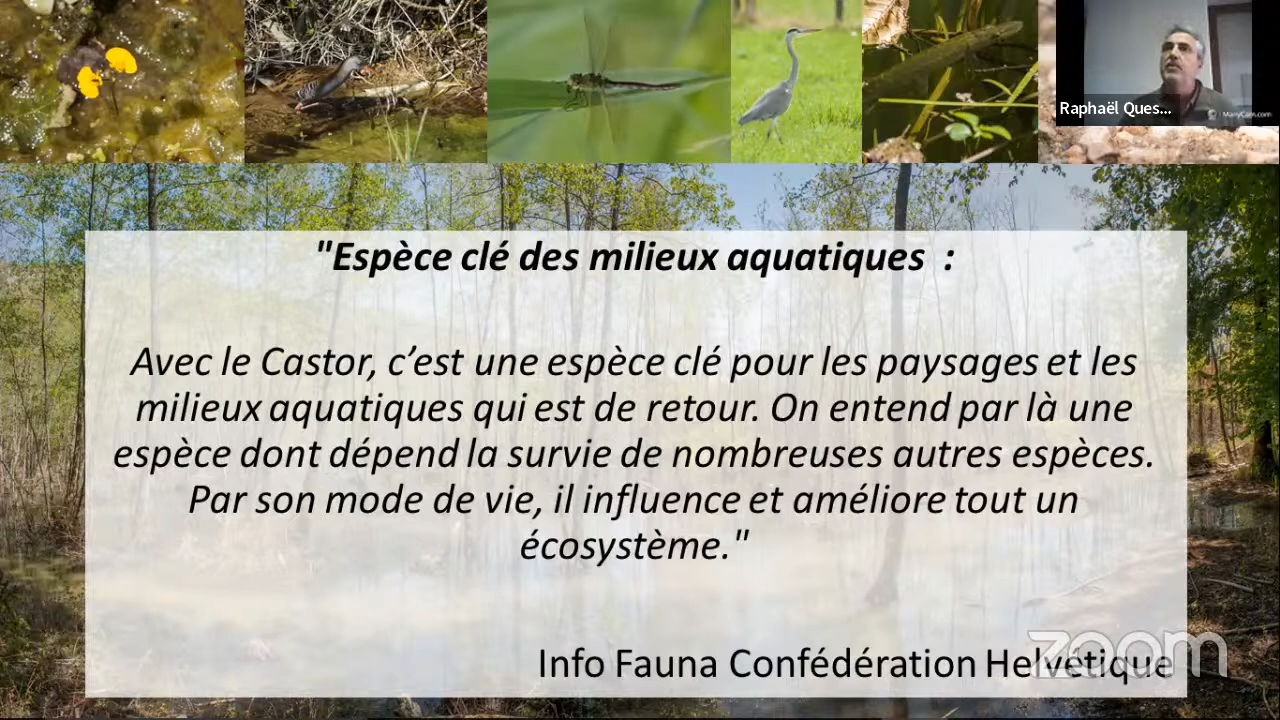 Raphaël Ques...
ManyCam.com
"Espèce clé des milieux aquatiques :
Avec le Castor, c’est une espèce clé pour les paysages et les
milieux aquatiques qui est de retour. On entend par là une
espèce dont dépend la survie de nombreuses autres espèces.
Par son mode de vie, il influence et améliore tout un
écosystème."
Info Fauna Confédération Helvétique
zoom